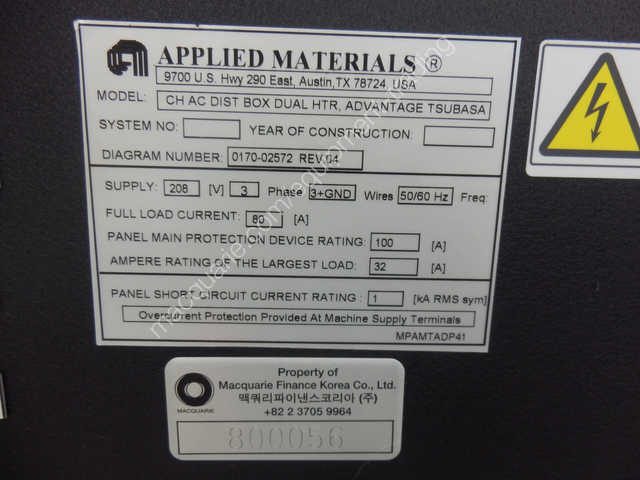 APPLIED MATERIALS ®
9700 U.S. Hwy 290 East, Austin,TX 78724, USA
MODEL: CH AC DIST BOX DUAL HTR, ADVANTAGE TSUBASA
SYSTEM NO: YEAR OF CONSTRUCTION:
DIAGRAM NUMBER: 0170-02572 REV.04
SUPPLY: 208 [V] 3 Phase 3+GND Wires 50/60 Hz Freq:
FULL LOAD CURRENT: 80 [A]
PANEL MAIN PROTECTION DEVICE RATING: 100 [A]
AMPERE RATING OF THE LARGEST LOAD: 32 [A]
PANEL SHORT CIRCUIT CURRENT RATING : 1 [kA RMS sym]
Overcurrent Protection Provided At Machine Supply Terminals
MPAMTADP41
Property of
Macquarie Finance Korea Co., Ltd.
맥쿼리파이낸스코리아 (주)
+82 2 3705 9964
MACQUARIE
800056
macquarie.com/equipmenttrading